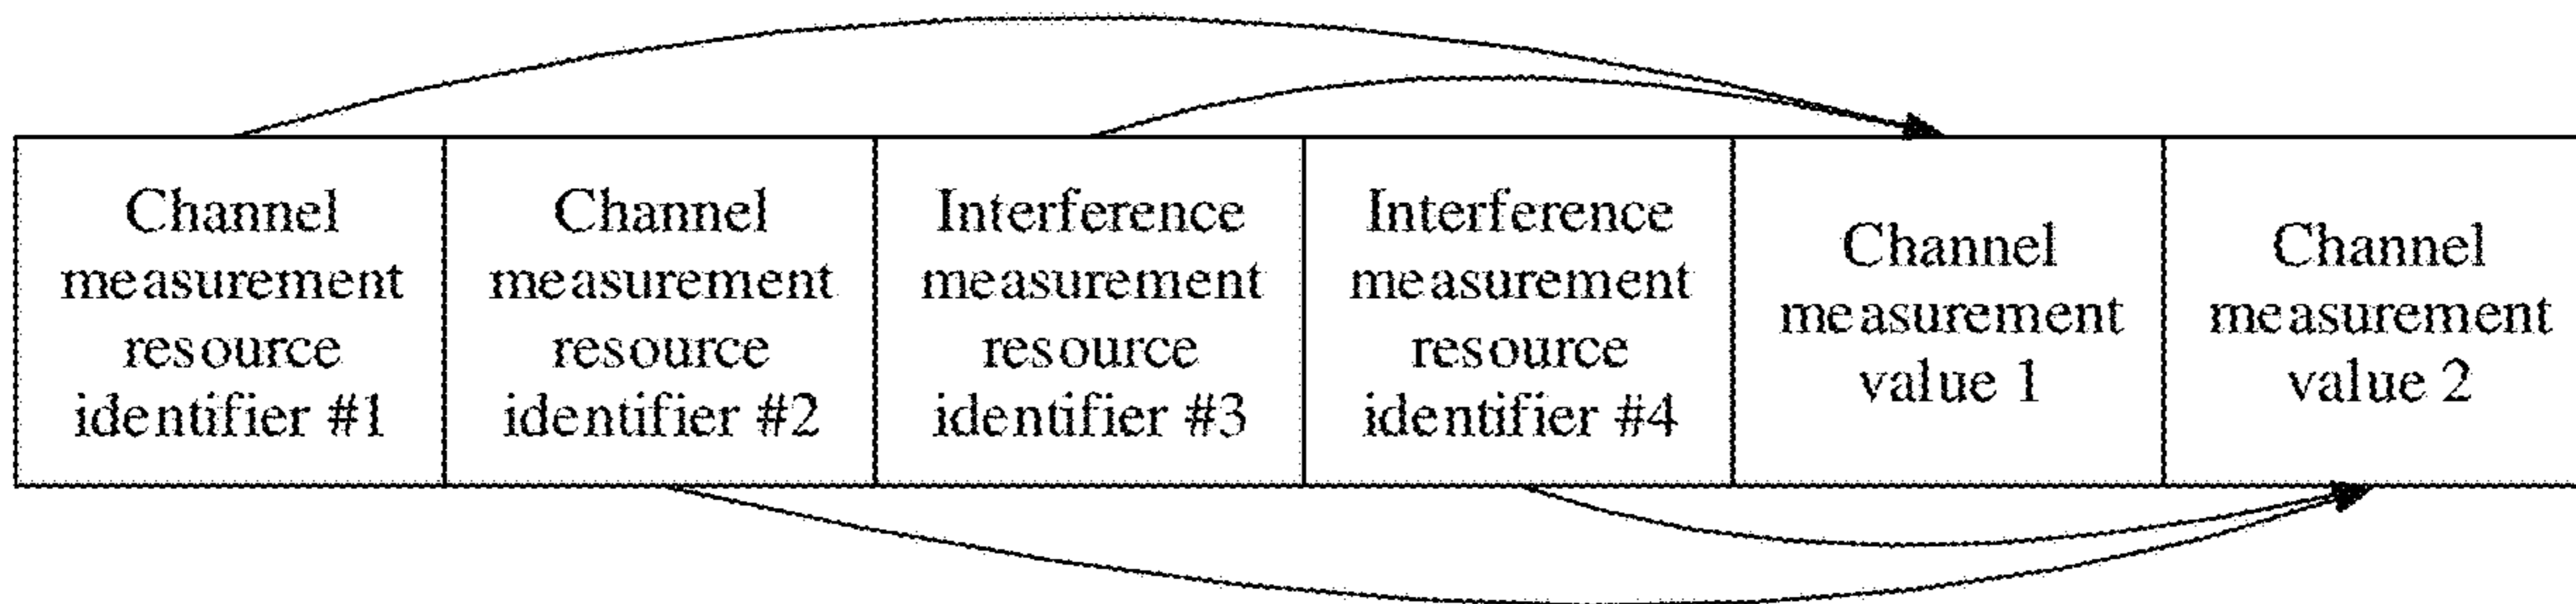 Channel
measurement
resource
identifier #1
Channel
measurement
resource
identifier #2
Interference
measurement
resource
identifier #3
Interference
measurement
resource
identifier #4
Channel
measurement
value 1
Channel
measurement
value 2